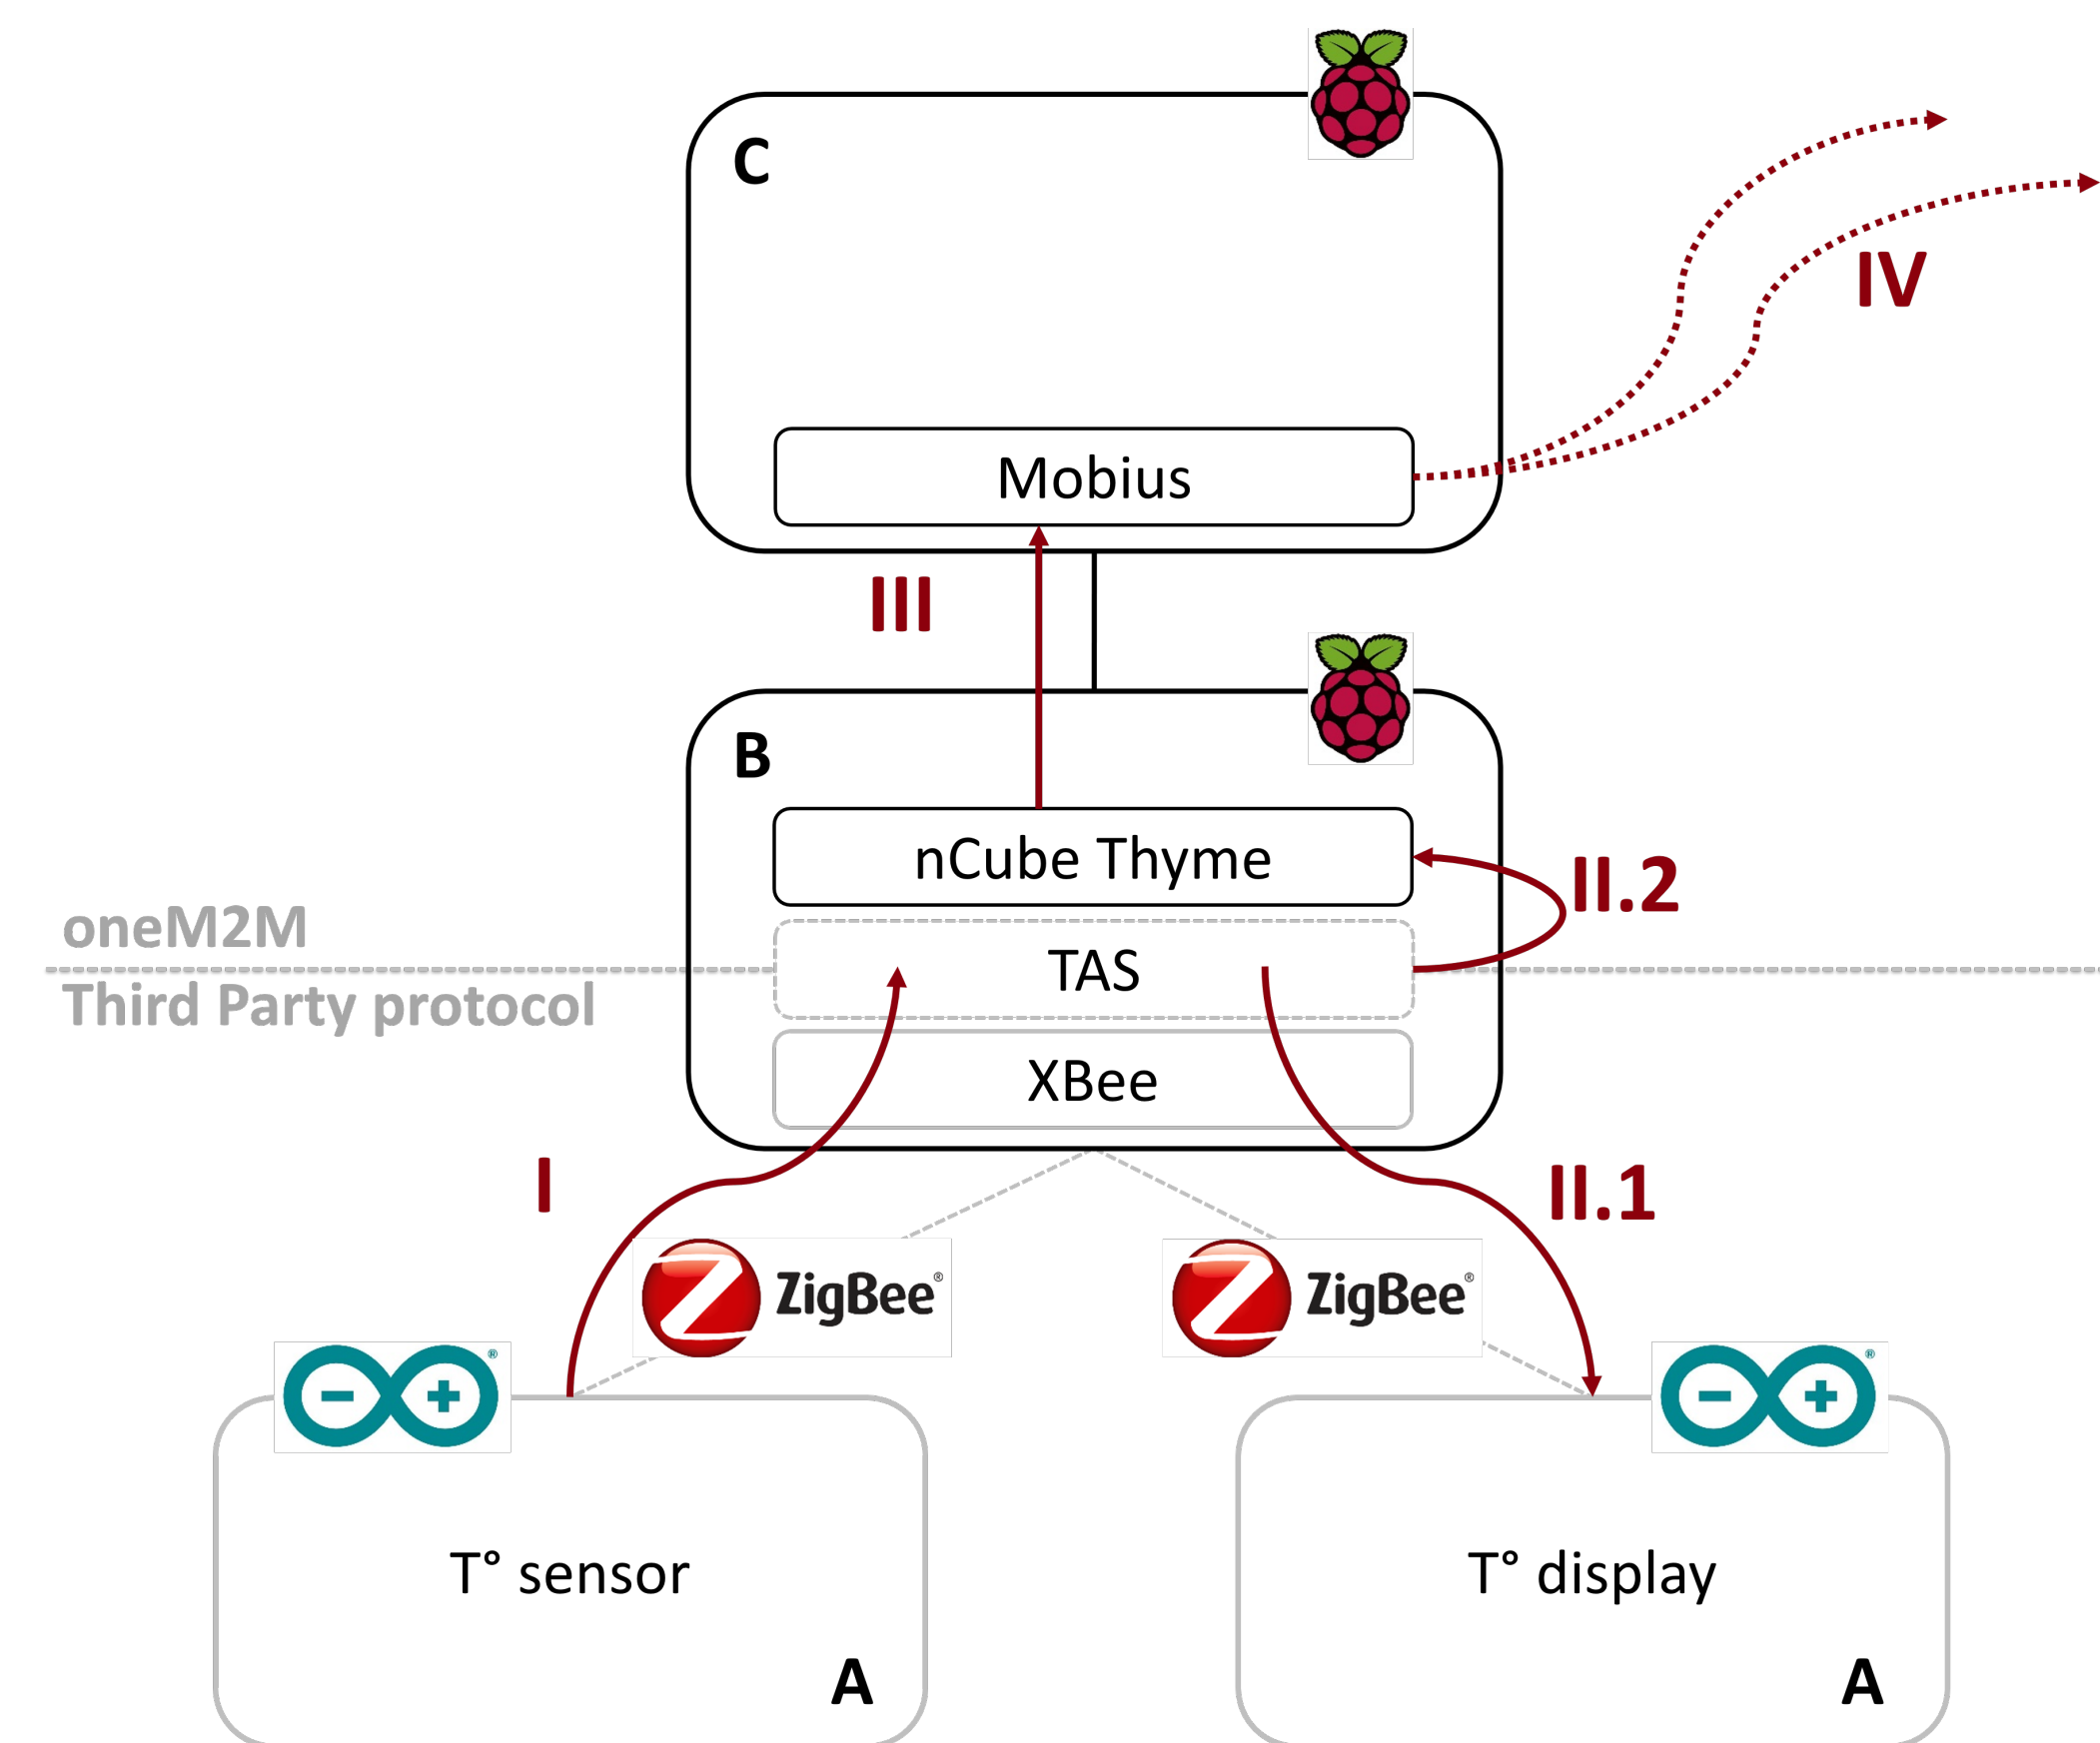 C
IV
Mobius
III
B
nCube Thyme
II.2
oneM2M
TAS
Third Party protocol
XBee
I
II.1
ZigBee®
ZigBee®
®
®
T° sensor
T° display
A
A